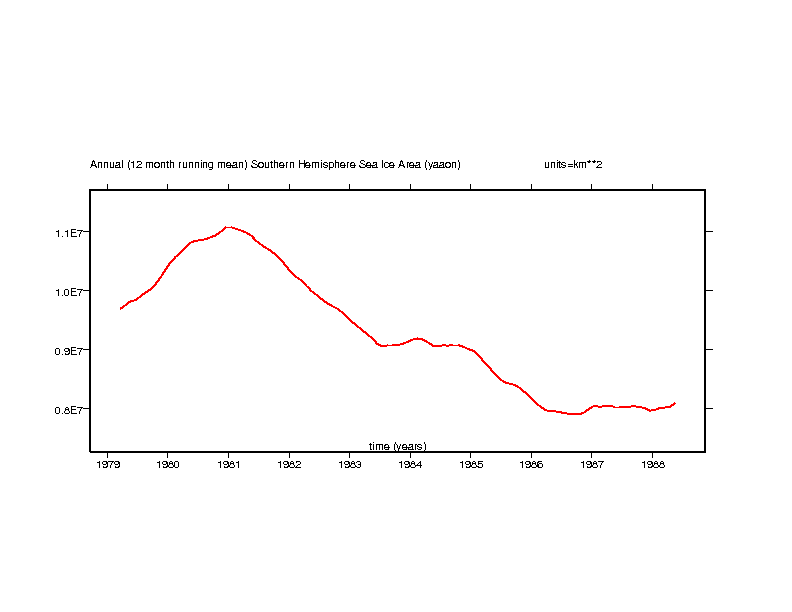 Annual (12 month running mean) Southern Hemisphere Sea Ice Area (yaaon) units=km**2
1.1E7
1.0E7
0.9E7
0.8E7
time (years)
1979 1980 1981 1982 1983 1984 1985 1986 1987 1988